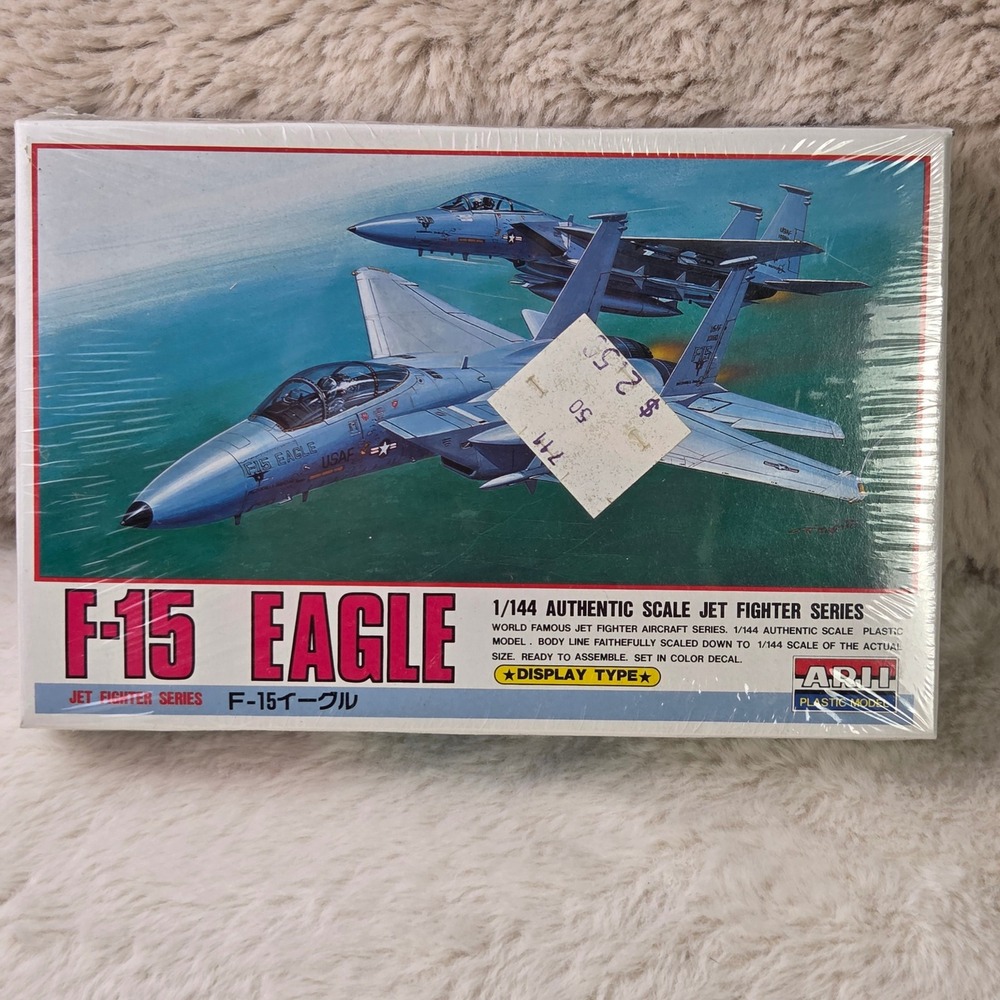 F-15 EAGLE
USAF
$ 2.5
50
711
F-15 EAGLE
1/144 AUTHENTIC SCALE JET FIGHTER SERIES
WORLD FAMOUS JET FIGHTER AIRCRAFT SERIES. 1/144 AUTHENTIC SCALE PLASTIC
MODEL. BODY LINE FAITHFULLY SCALED DOWN TO 1/144 SCALE OF THE ACTUAL
SIZE. READY TO ASSEMBLE. SET IN COLOR DECAL.
★DISPLAY TYPE★
JET FIGHTER SERIES
F-15イーグル
ARII
PLASTIC MODEL